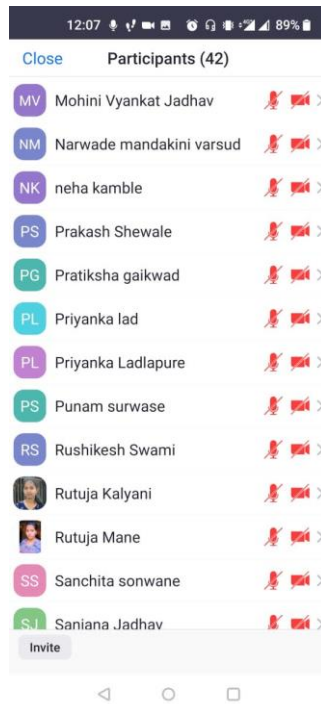 12:07 89%
Close Participants (42)
MV Mohini Vyankat Jadhav
NM Narwade mandakini varsud
NK neha kamble
PS Prakash Shewale
PG Pratiksha gaikwad
PL Priyanka lad
PL Priyanka Ladlapure
PS Punam surwase
RS Rushikesh Swami
Rutuja Kalyani
Rutuja Mane
SS Sanchita sonwane
SJ Sanjana Jadhav
Invite